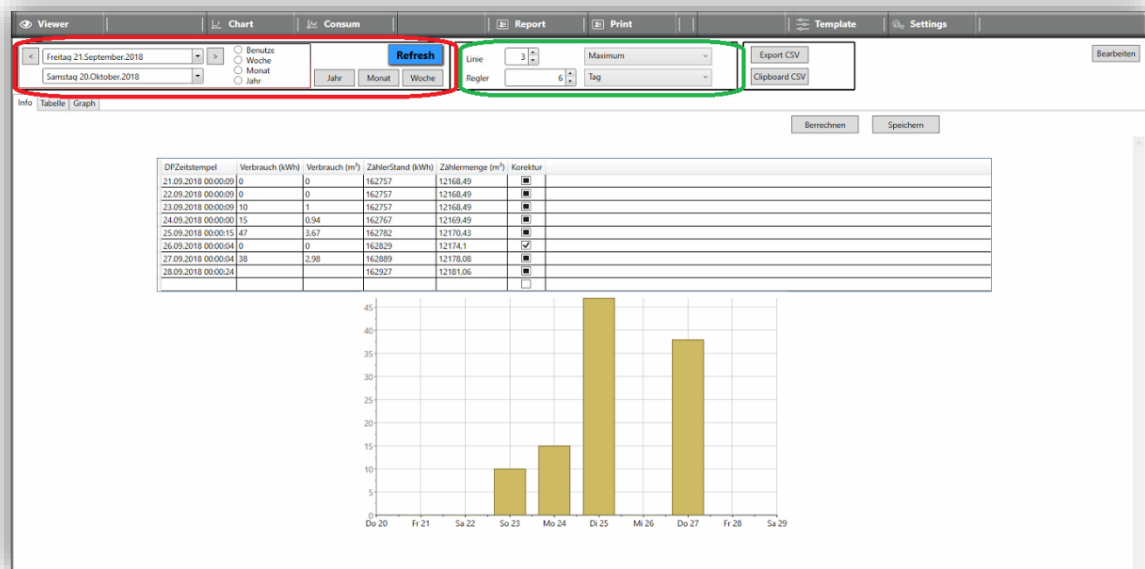 Viewer Chart Consum Report Print Template Settings
< Freitag 21.September.2018 >
Samstag 20.Oktober.2018
Benutze
Woche
Monat
Jahr
Refresh
Jahr Monat Woche
Linie 3 Maximum
Regler 6 Tag
Export CSV
Clipboard CSV
Bearbeiten
Info Tabelle Graph
Berrechnen Speichern
DPZeitstempel Verbrauch (kWh) Verbrauch (m³) ZählerStand (kWh) Zählermenge (m³) Korektur
21.09.2018 00:00:09 0 0 162757 12168,49
22.09.2018 00:00:09 0 0 162757 12168,49
23.09.2018 00:00:09 10 1 162757 12168,49
24.09.2018 00:00:00 15 0,94 162767 12169,49
25.09.2018 00:00:15 47 3,67 162782 12170,43
26.09.2018 00:00:04 0 0 162829 12174,1
27.09.2018 00:00:04 38 2,98 162889 12178,08
28.09.2018 00:00:24 162927 12181,06
45
40
35
30
25
20
15
10
5
0
Do 20 Fr 21 Sa 22 So 23 Mo 24 Di 25 Mi 26 Do 27 Fr 28 Sa 29